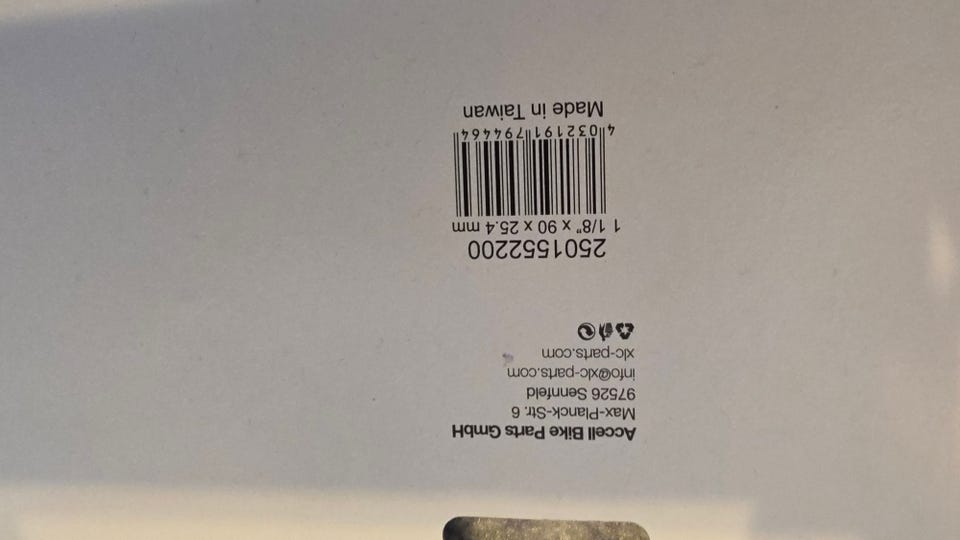 Accell Bike Parts GmbH
Max-Planck-Str. 6
97526 Sennfeld
info@xlc-parts.com
xlc-parts.com
2501552200
1 1/8" x 90 x 25.4 mm
4 032191 794464
Made in Taiwan